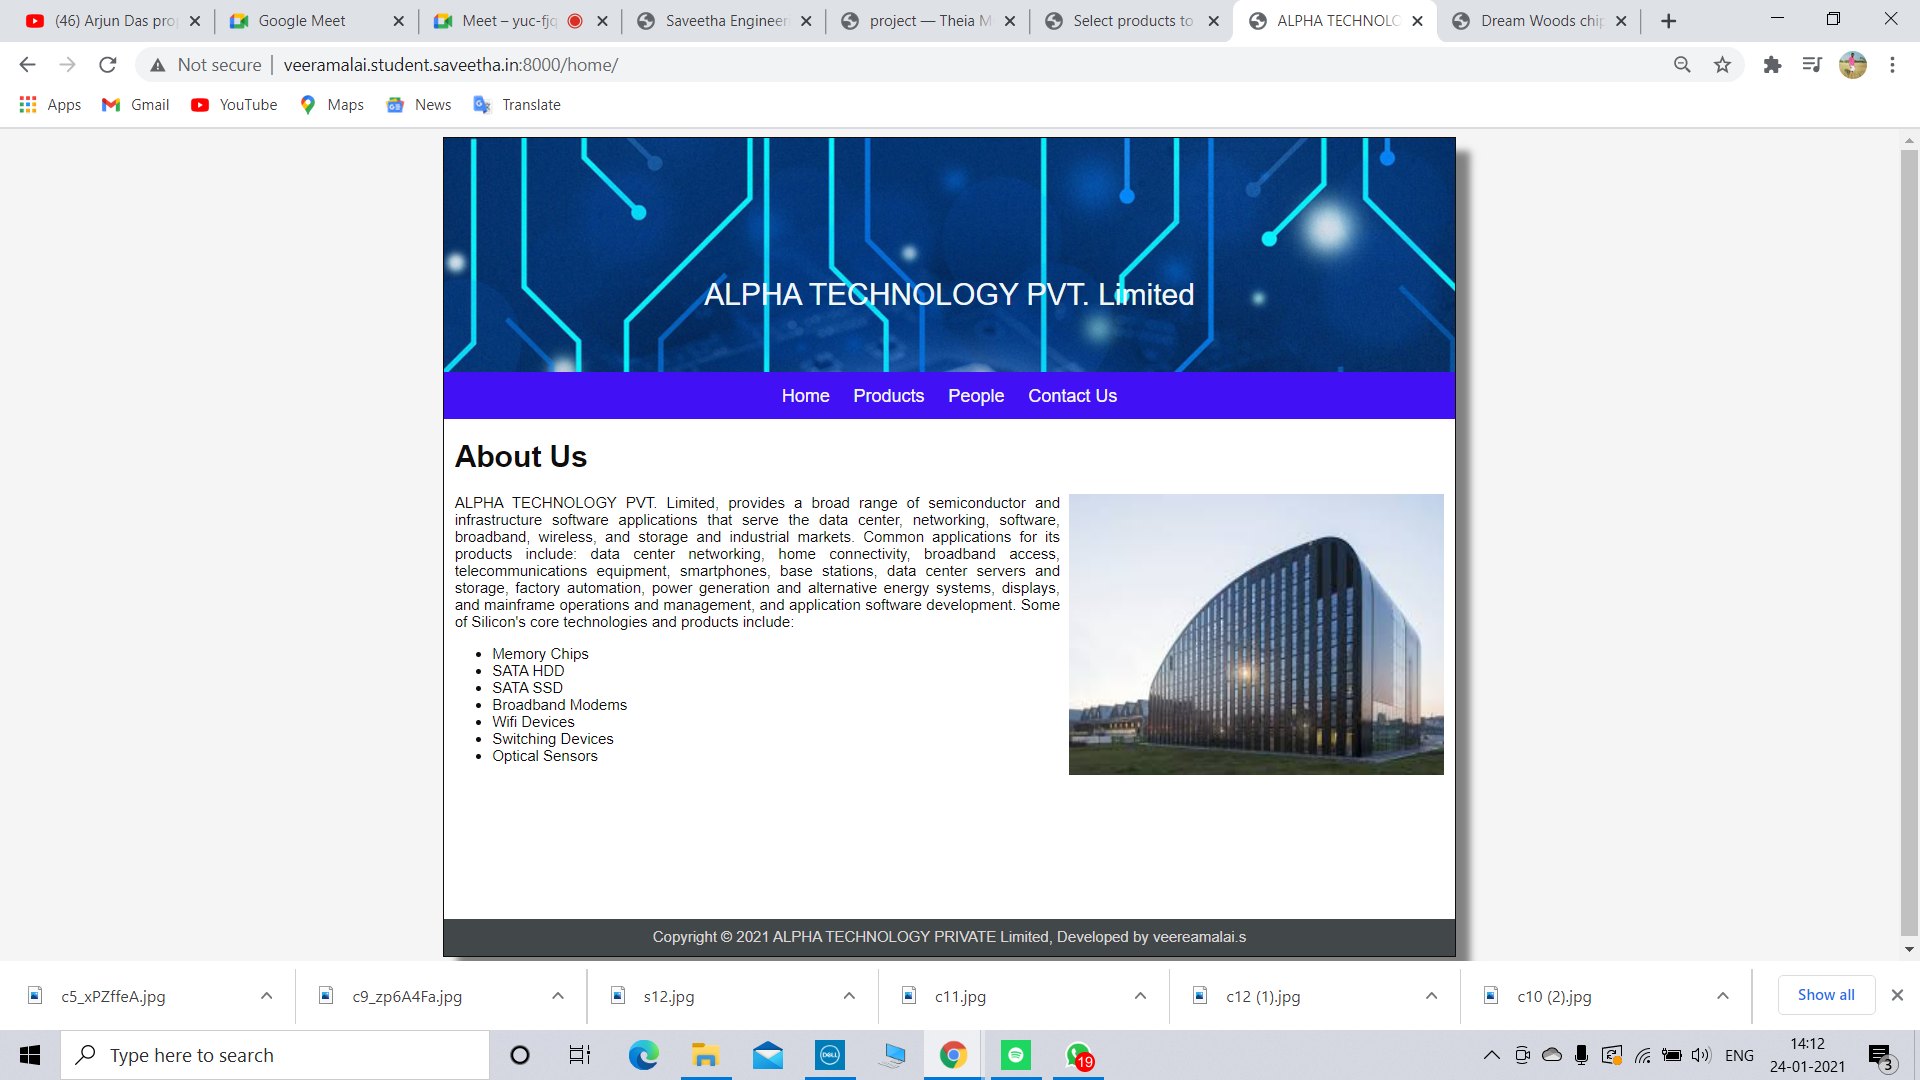 (46) Arjun Das pro
Google Meet
Meet – yuc-fjq
Saveetha Engineer
project — Theia M
Select products to
ALPHA TECHNOLO
Dream Woods chip
Not secure
veeramalai.student.saveetha.in:8000/home/
Apps
Gmail
YouTube
Maps
News
Translate
ALPHA TECHNOLOGY PVT. Limited
Home
Products
People
Contact Us
About Us
ALPHA TECHNOLOGY PVT. Limited, provides a broad range of semiconductor and
infrastructure software applications that serve the data center, networking, software,
broadband, wireless, and storage and industrial markets. Common applications for its
products include: data center networking, home connectivity, broadband access,
telecommunications equipment, smartphones, base stations, data center servers and
storage, factory automation, power generation and alternative energy systems, displays,
and mainframe operations and management, and application software development. Some
of Silicon's core technologies and products include:
Memory Chips
SATA HDD
SATA SSD
Broadband Modems
Wifi Devices
Switching Devices
Optical Sensors
Copyright © 2021 ALPHA TECHNOLOGY PRIVATE Limited, Developed by veereamalai.s
c5_xPZffeA.jpg
c9_zp6A4Fa.jpg
s12.jpg
c11.jpg
c12 (1).jpg
c10 (2).jpg
Show all
Type here to search
DELL
19
ENG
14:12
24-01-2021
3